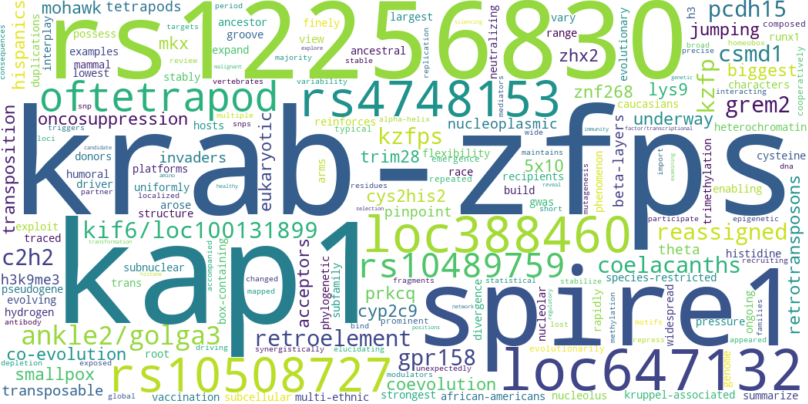 mohawk tetrapods rs12256830 jumping pcdh15
hispanics duplications interplay possess examples mkx mammal lowest finely review stably expand ancestor groove targets period view explore largest ancestral stable malignant vary range neutralizing evolutionary zhx2 h3 broad snp genetic csmd1 runx1 homeobox biggest precise composed cooperatively characters
consequences majority vertebrates silencing variability replication mediators
oftetrapod rs4748153 znf268 lys9 kzfp grem2
oncosuppression triggers snp multiple loci snps reinforces alpha-helix kzfps nucleoplasmic wide immunity interacting factor/transcriptional caucasians underway heterochromatin
krab-zfps
transposition hosts typical donors candidate invaders platforms eukaryotic arms trim28 flexibility emergence 5x10 beta-layers import examining trimethylation phenomenon cysteine dna
humoral amino driver partner healthy uniformly localized arose structure race repeated maintains cys2his2 recipients build mutagenesis residues selection pinpoint gwas short reveal enabling participate epigenetic retrotransposons
exploit kif6/loc100131899 loc388460 reassigned
c2h2 traced kap1 acceptors rs10489759 theta coelacanths histidine recruiting
h3k9me3 subnuclear transformation trans histone box-containing accompanied changed mapped phylogenetic subfamily fragments statistical prkcq divergence stabilize species-restricted rapidly ongoing pressure
pseudogene evolving hydrogen antibody cyp2c9 prominent network bind spire1 nucleolar regulatory lost methylation motifs repress widespread genome appeared families
ankle2/golga3 retroelement evolutionarily
co-evolution root depletion exposed driving synergistically elucidating unexpectedly modulators gpr158 positions
smallpox rs10508727 coevolution loc647132
transposable global vaccination subcellular multi-ethnic strongest african-americans nucleolus kruppel-associated summarize